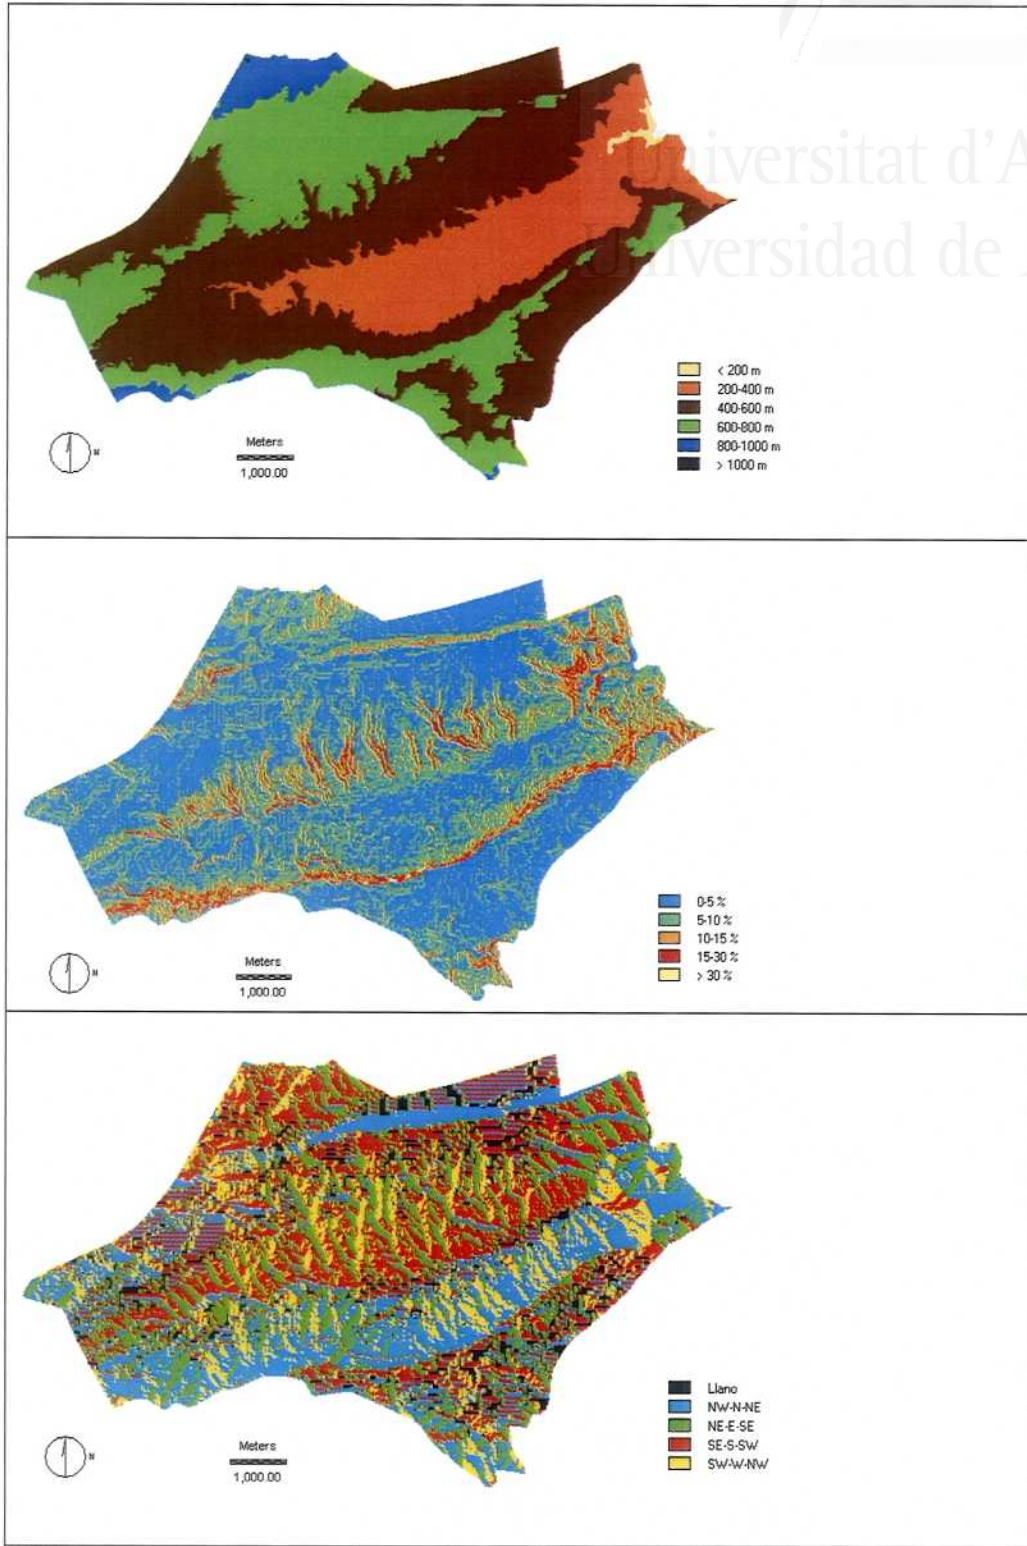 Universitat d'A
Universidad de
< 200 m
200-400 m
400-600 m
600-800 m
800-1000 m
> 1000 m
N
Meters
1,000.00
0-5 %
5-10 %
10-15 %
15-30 %
> 30 %
N
Meters
1,000.00
Llano
NW-N-NE
NE-E-SE
SE-S-SW
SW-W-NW
N
Meters
1,000.00